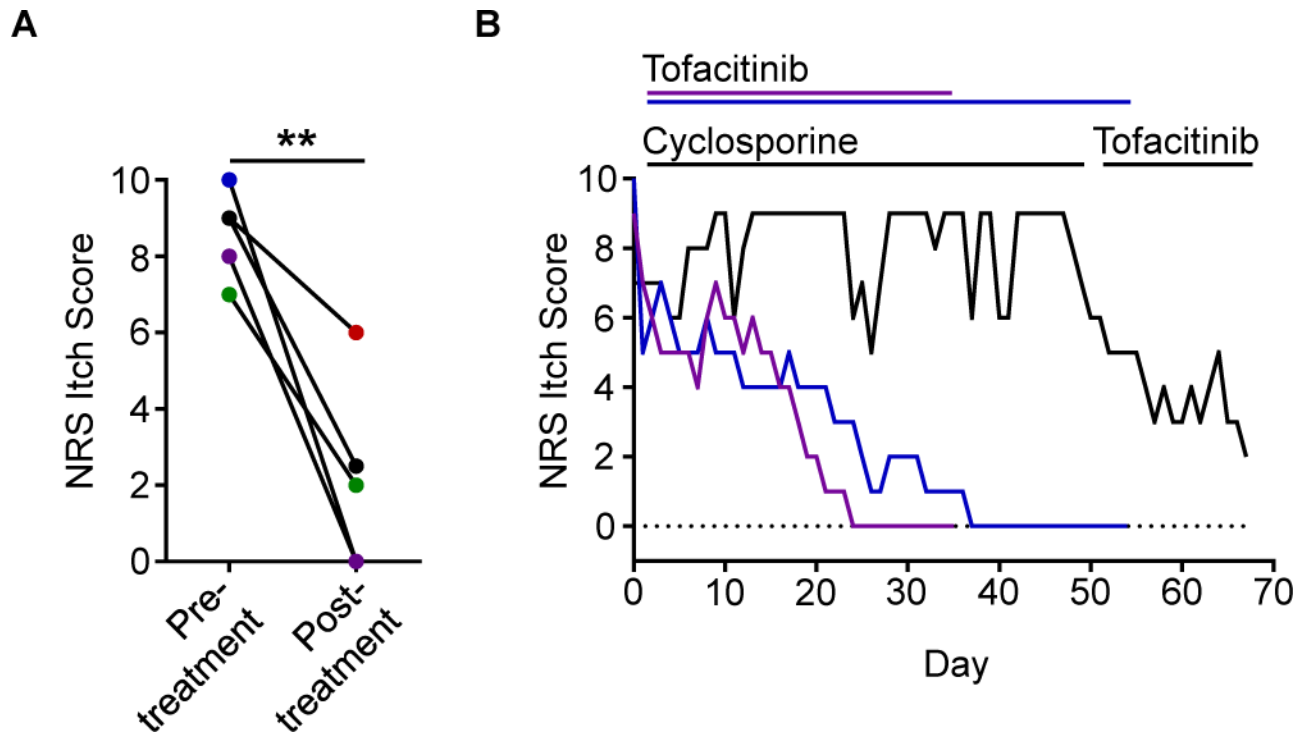 A
**
NRS Itch Score
10
8
6
4
2
0
Pre-
treatment
Post-
treatment
B
Tofacitinib
Cyclosporine
Tofacitinib
NRS Itch Score
10
8
6
4
2
0
0 10 20 30 40 50 60 70
Day